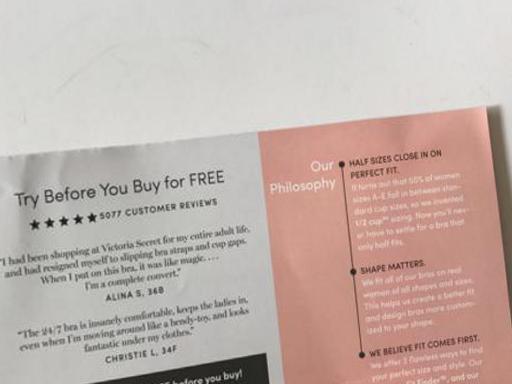 Try Before You Buy for FREE
★★★★★ 5077 CUSTOMER REVIEWS
"I had been shopping at Victoria Secret for my entire adult life,
and had resigned myself to slipping bra straps and cup gaps.
When I put on this bra, it was like magic. . . .
I'm a complete convert."
ALINA S, 36B
"The 24/7 bra is insanely comfortable, keeps the ladies in,
even when I'm moving around like a bendy-toy, and looks
fantastic under my clothes."
CHRISTIE L, 34F
before you buy!
Our
Philosophy
HALF SIZES CLOSE IN ON
PERFECT FIT.
It turns out that 50% of women
sizes A-E fall in between stan-
dard cup sizes, so we invented
1/2 cup™ sizing. Now you'll nev-
er have to settle for a bra that
only half fits.
SHAPE MATTERS.
We fit all of our bras on real
women of all shapes and sizes.
This helps us create a better fit
and design bras more custom-
ized to your shape.
WE BELIEVE FIT COMES FIRST.
We offer 2 flawless ways to find
your perfect size and style. Our
Fit Finder™, and our